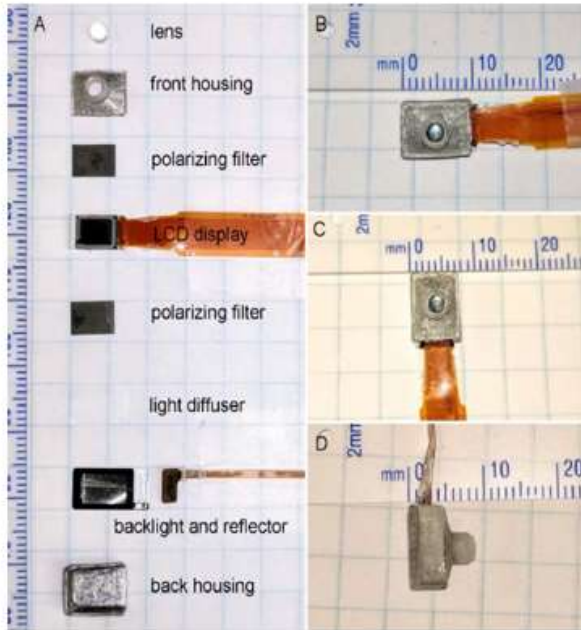 A
lens
front housing
polarizing filter
LCD display
polarizing filter
light diffuser
backlight and reflector
back housing
B
2mm
mm 0 10 20
C
2m
mm 0 10 20
D
2mm
mm 0 10 20